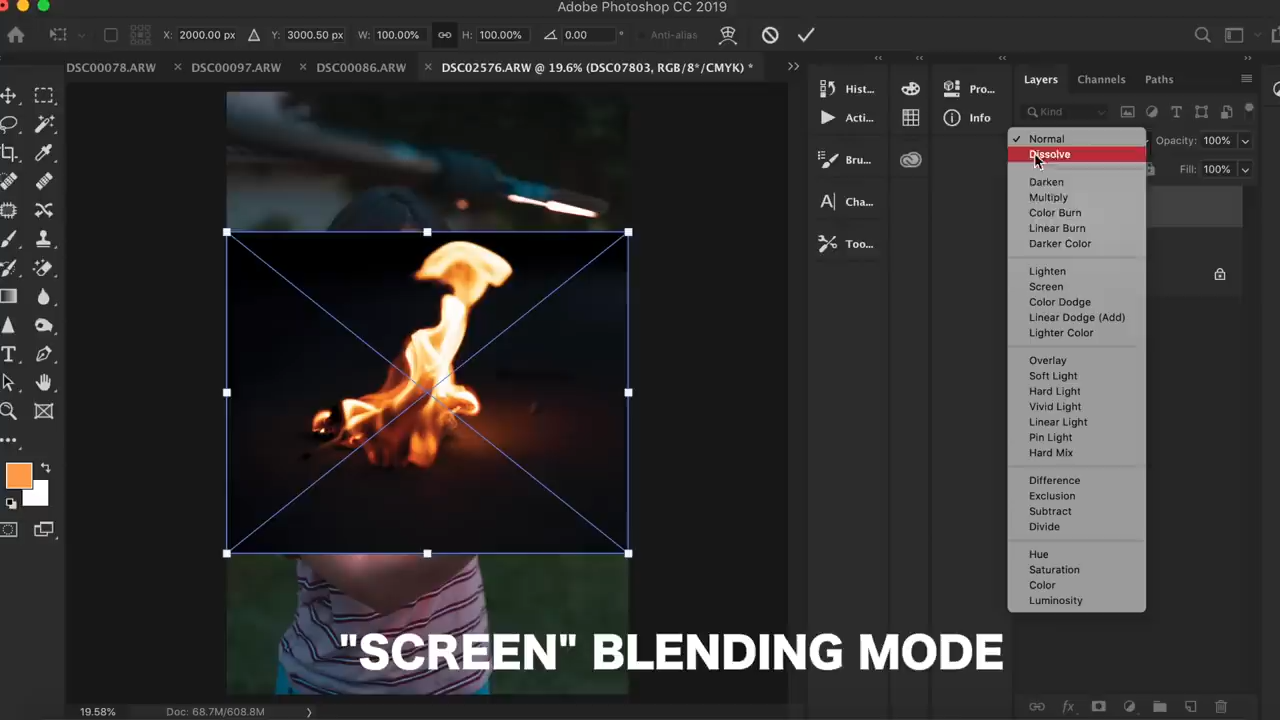 Adobe Photoshop CC 2019
X: 2000.00 px Y: 3000.50 px W: 100.00% H: 100.00% 0.00 ° Anti-alias
DSC00078.ARW × DSC00097.ARW × DSC00086.ARW × DSC02576.ARW @ 19.6% (DSC07803, RGB/8*/CMYK) *
Hist...
Acti...
Bru...
Cha...
Too...
Pro...
Info
Layers Channels Paths
Kind
Opacity: 100%
Fill: 100%
Normal
Dissolve
Darken
Multiply
Color Burn
Linear Burn
Darker Color
Lighten
Screen
Color Dodge
Linear Dodge (Add)
Lighter Color
Overlay
Soft Light
Hard Light
Vivid Light
Linear Light
Pin Light
Hard Mix
Difference
Exclusion
Subtract
Divide
Hue
Saturation
Color
Luminosity
"SCREEN" BLENDING MODE
19.58% Doc: 68.7M/608.8M